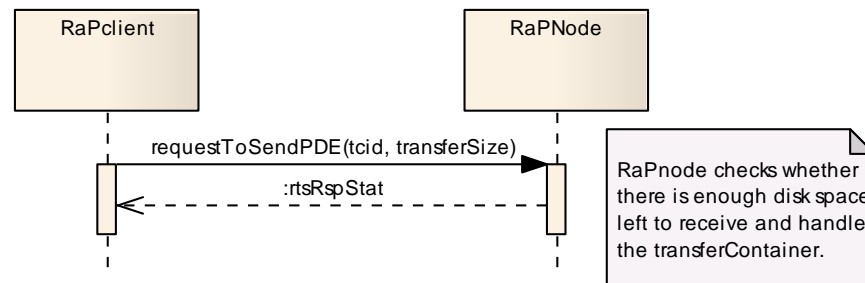 RaPclient
RaPNode
requestToSendPDE(tcid, transferSize)
:rtsRspStat
RaPnode checks whether
there is enough disk space
left to receive and handle
the transferContainer.